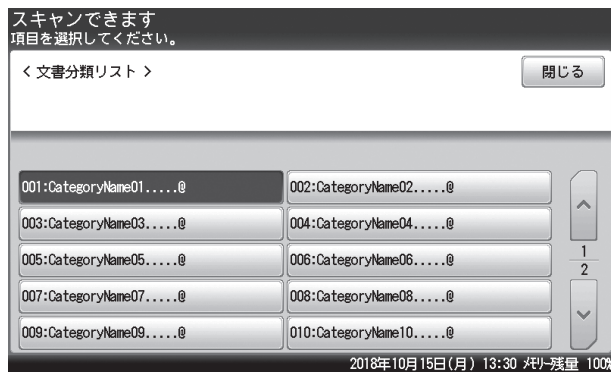 スキャンできます
項目を選択してください。
< 文書分類リスト >
閉じる
001:CategoryName01.....@
002:CategoryName02.....@
003:CategoryName03.....@
004:CategoryName04.....@
005:CategoryName05.....@
006:CategoryName06.....@
1
2
007:CategoryName07.....@
008:CategoryName08.....@
009:CategoryName09.....@
010:CategoryName10.....@
2018年10月15日(月) 13:30 メモリー残量 100%